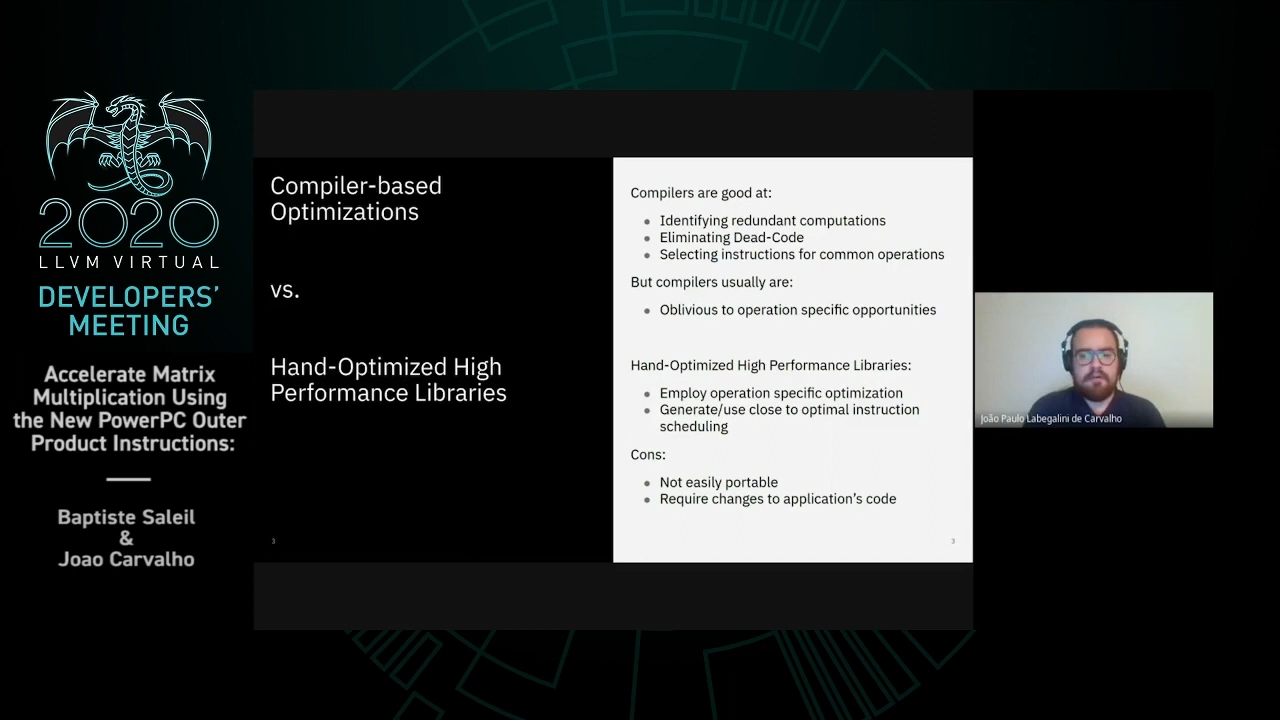 2020
LLVM VIRTUAL
DEVELOPERS'
MEETING
Accelerate Matrix
Multiplication Using
the New PowerPC Outer
Product Instructions:
Baptiste Saleil
&
Joao Carvalho
Compiler-based
Optimizations
vs.
Hand-Optimized High
Performance Libraries
3
Compilers are good at:
● Identifying redundant computations
● Eliminating Dead-Code
● Selecting instructions for common operations
But compilers usually are:
● Oblivious to operation specific opportunities
Hand-Optimized High Performance Libraries:
● Employ operation specific optimization
● Generate/use close to optimal instruction
scheduling
Cons:
● Not easily portable
● Require changes to application's code
3
João Paulo Labegalini de Carvalho